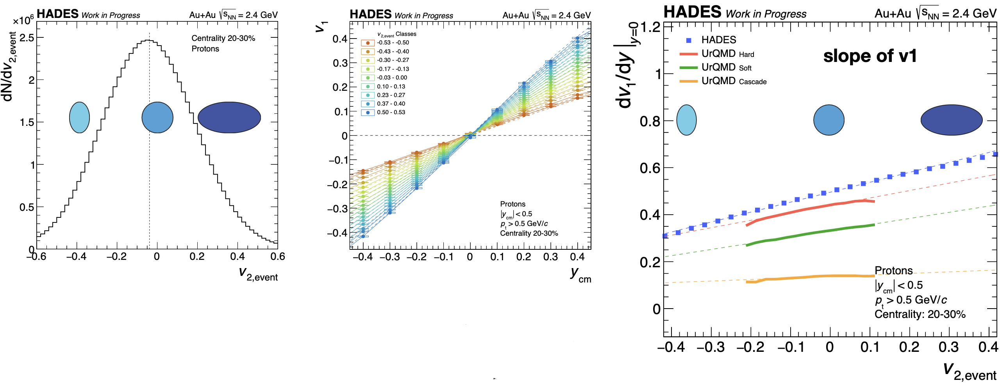 HADES Work in Progress Au+Au √sNN = 2.4 GeV
×10^6
dN/dv2,event
Centrality 20-30%
Protons
2.5
2
1.5
1
0.5
0
−0.6 −0.4 −0.2 0 0.2 0.4 0.6
v2,event
HADES Work in Progress Au+Au √sNN = 2.4 GeV
v1
v2,event Classes
-0.53 - -0.50
-0.43 - -0.40
-0.30 - -0.27
-0.17 - -0.13
-0.03 - 0.00
0.10 - 0.13
0.23 - 0.27
0.37 - 0.40
0.50 - 0.53
0.4
0.3
0.2
0.1
0
−0.1
−0.2
−0.3
−0.4
Protons
|ycm| < 0.5
pt > 0.5 GeV/c
Centrality 20-30%
−0.4 −0.3 −0.2 −0.1 0 0.1 0.2 0.3 0.4
ycm
HADES Work in Progress Au+Au √sNN = 2.4 GeV
dv1/dy|y=0
HADES
UrQMD Hard
UrQMD Soft
UrQMD Cascade
slope of v1
1.2
1
0.8
0.6
0.4
0.2
0
Protons
|ycm| < 0.5
pt > 0.5 GeV/c
Centrality: 20-30%
−0.4 −0.3 −0.2 −0.1 0 0.1 0.2 0.3 0.4
v2,event